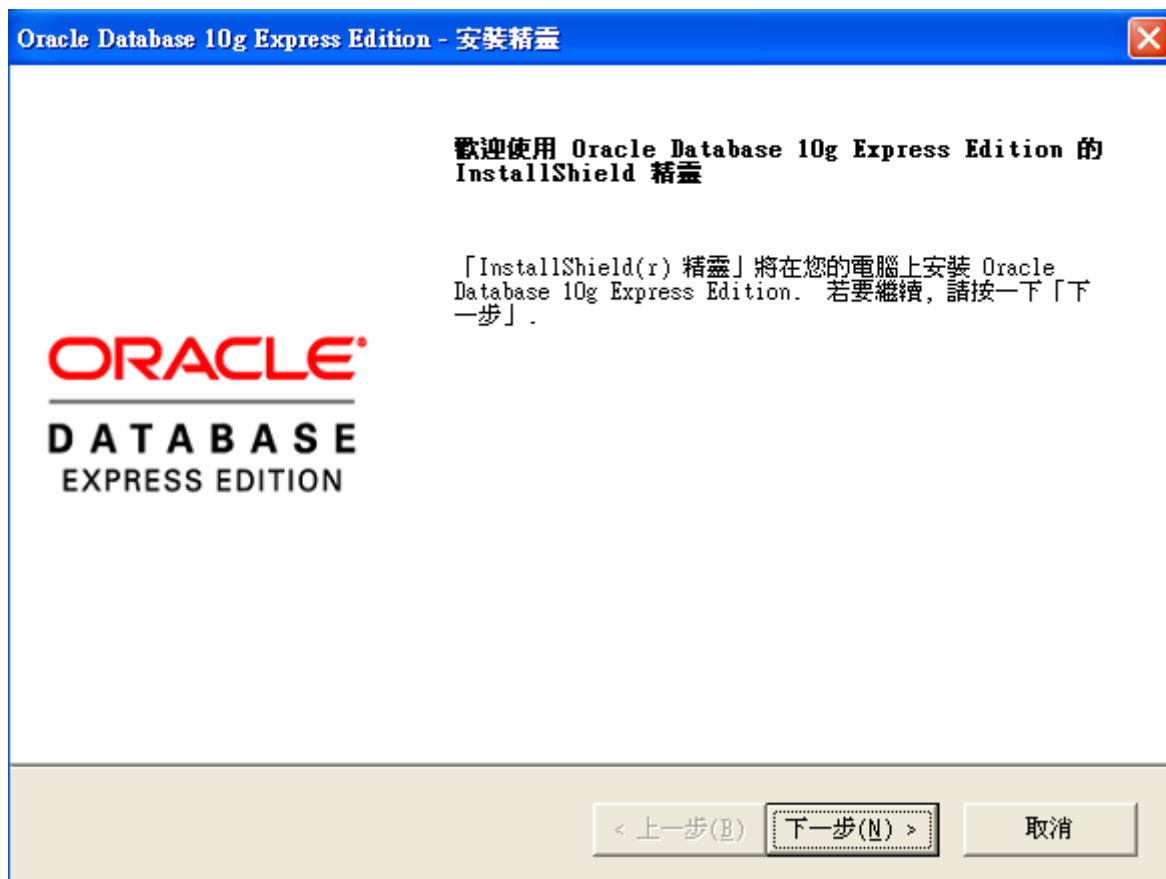 Oracle Database 10g Express Edition - 安裝精靈
歡迎使用 Oracle Database 10g Express Edition 的
InstallShield 精靈
「InstallShield(r) 精靈」將在您的電腦上安裝 Oracle
Database 10g Express Edition. 若要繼續, 請按一下「下
一步」.
ORACLE
DATABASE
EXPRESS EDITION
< 上一步(B)
下一步(N) >
取消